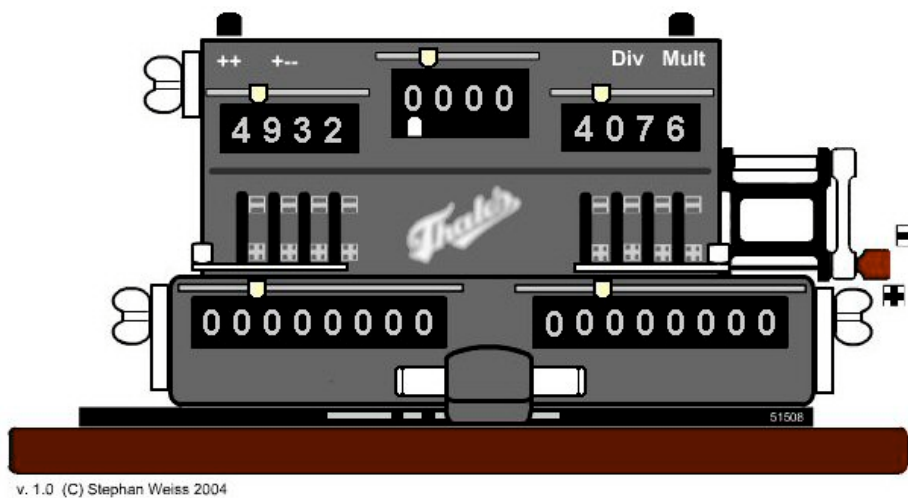 ++ +-- Div Mult
0000
4932 4076
Thales
00000000 00000000
51508
v. 1.0 (C) Stephan Weiss 2004